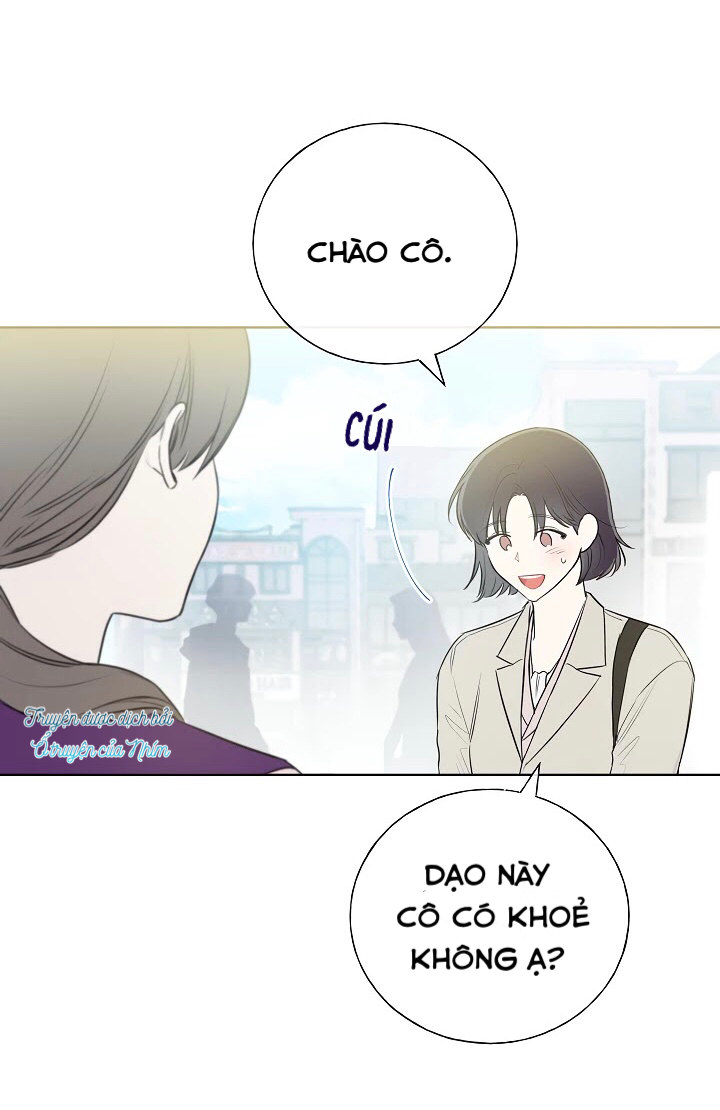 CHÀO CÔ.
CÚI
Truyện được dịch bởi
Ổ truyện của Nhím
DẠO NÀY
CÔ CÓ KHOẺ
KHÔNG Ạ?